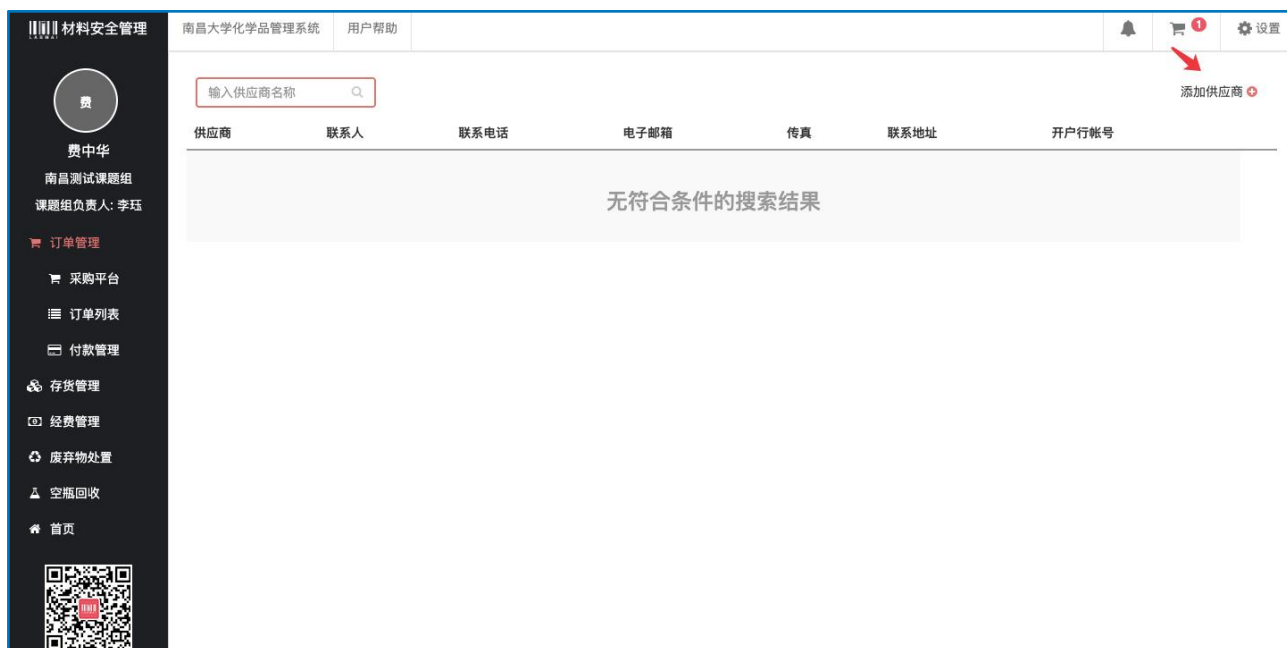 材料安全管理
LABMAI
南昌大学化学品管理系统
用户帮助
1
设置
费
费中华
南昌测试课题组
课题组负责人: 李珏
订单管理
采购平台
订单列表
付款管理
存货管理
经费管理
废弃物处置
空瓶回收
首页
输入供应商名称
添加供应商
供应商 联系人 联系电话 电子邮箱 传真 联系地址 开户行帐号
无符合条件的搜索结果